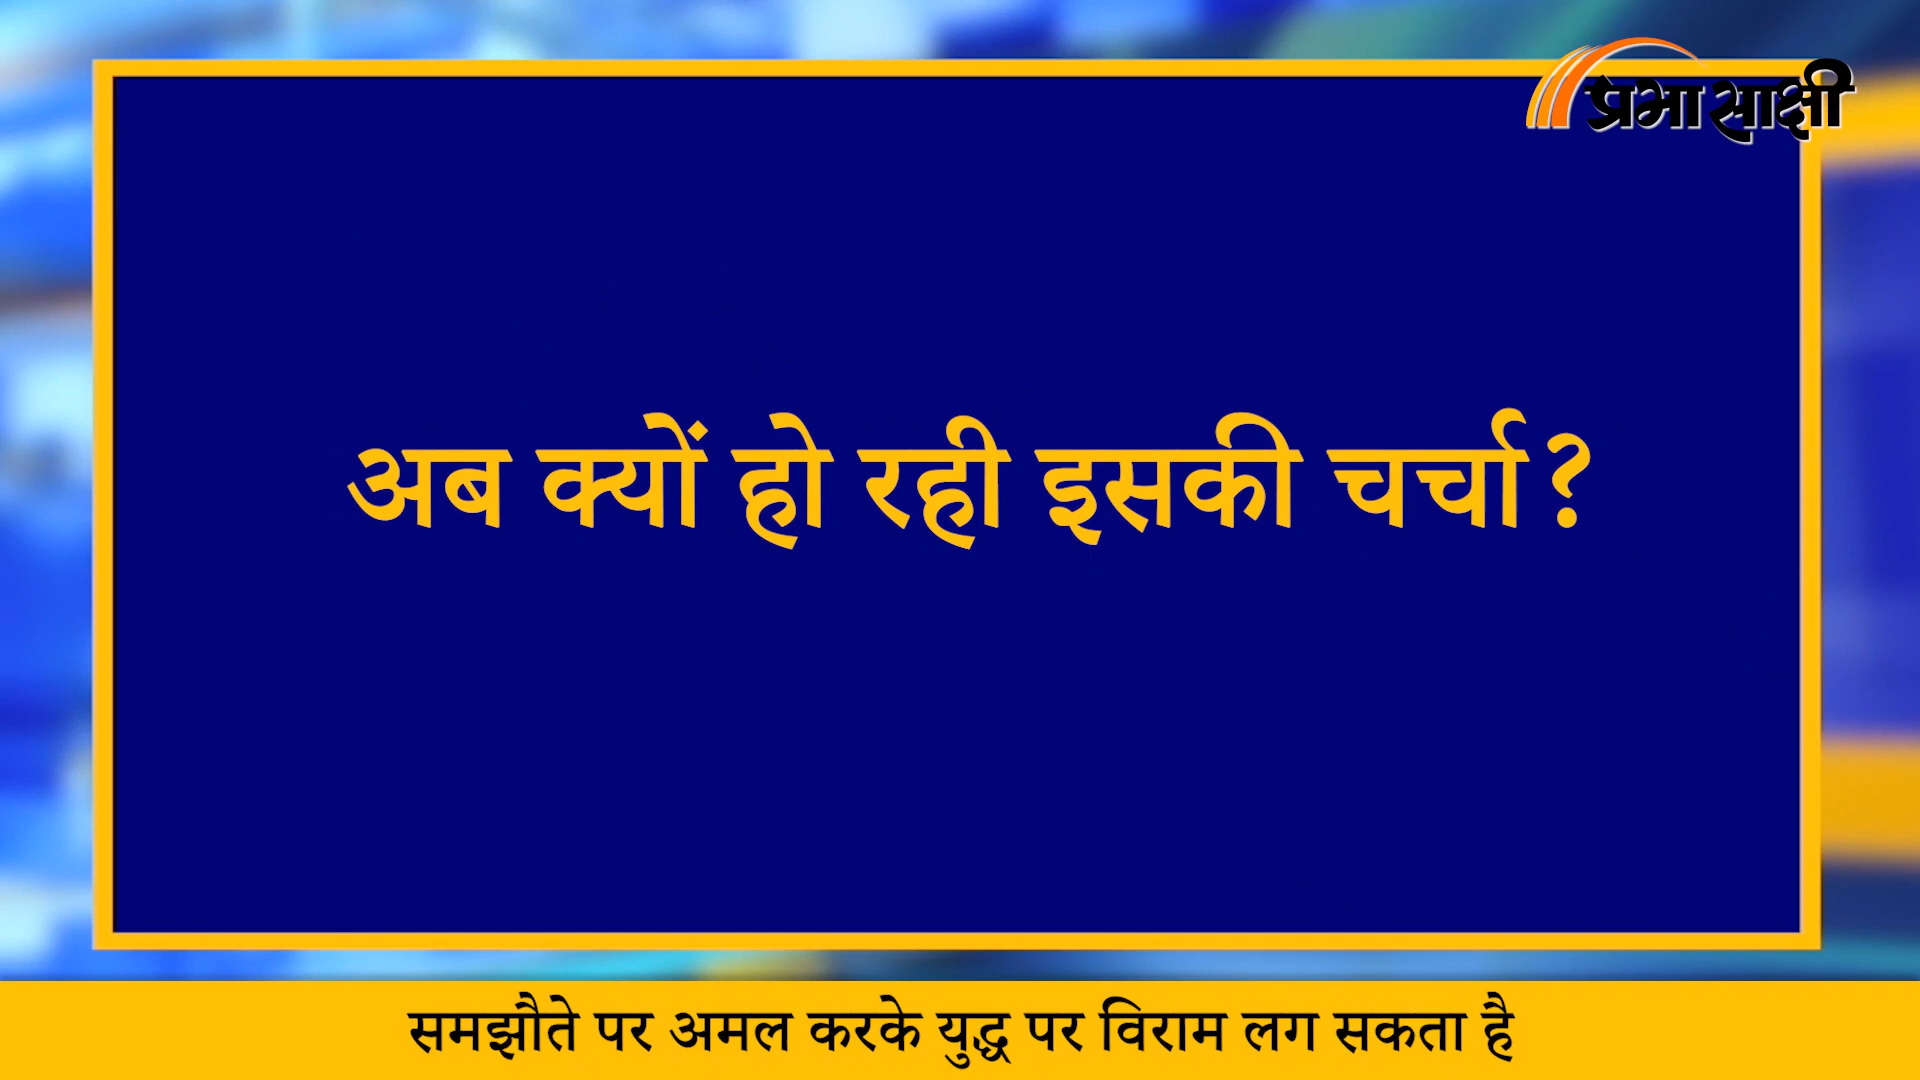 प्रभासाक्षी
अब क्यों हो रही इसकी चर्चा?
समझौते पर अमल करके युद्ध पर विराम लग सकता है